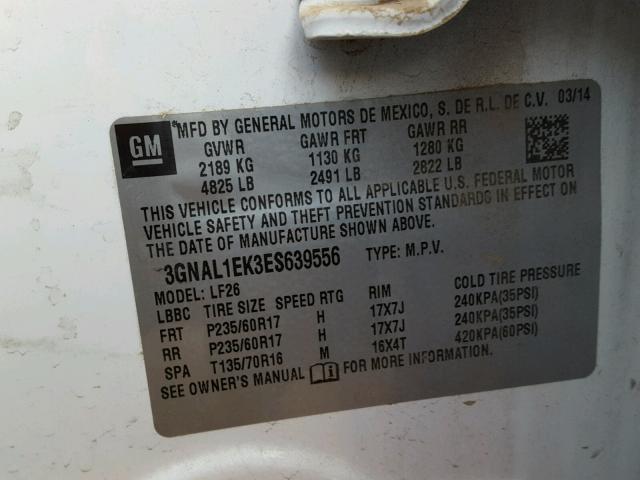 GM
*MFD BY GENERAL MOTORS DE MEXICO, S. DE R.L. DE C.V. 03/14
GVWR GAWR FRT GAWR RR
2189 KG 1130 KG 1280 KG
4825 LB 2491 LB 2822 LB
THIS VEHICLE CONFORMS TO ALL APPLICABLE U.S. FEDERAL MOTOR
VEHICLE SAFETY AND THEFT PREVENTION STANDARDG IN EFFECT ON
THE DATE OF MANUFACTURE SHOWN ABOVE.
3GNAL1EK3ES639556 TYPE: M.P.V.
MODEL: LF26
LBBC TIRE SIZE SPEED RTG RIM COLD TIRE PRESSURE
FRT P235/60R17 H 17X7J 240KPA(35PSI)
RR P235/60R17 H 17X7J 240KPA(35PSI)
SPA T135/70R16 M 16X4T 420KPA(60PSI)
SEE OWNER'S MANUAL FOR MORE INFORMATION.